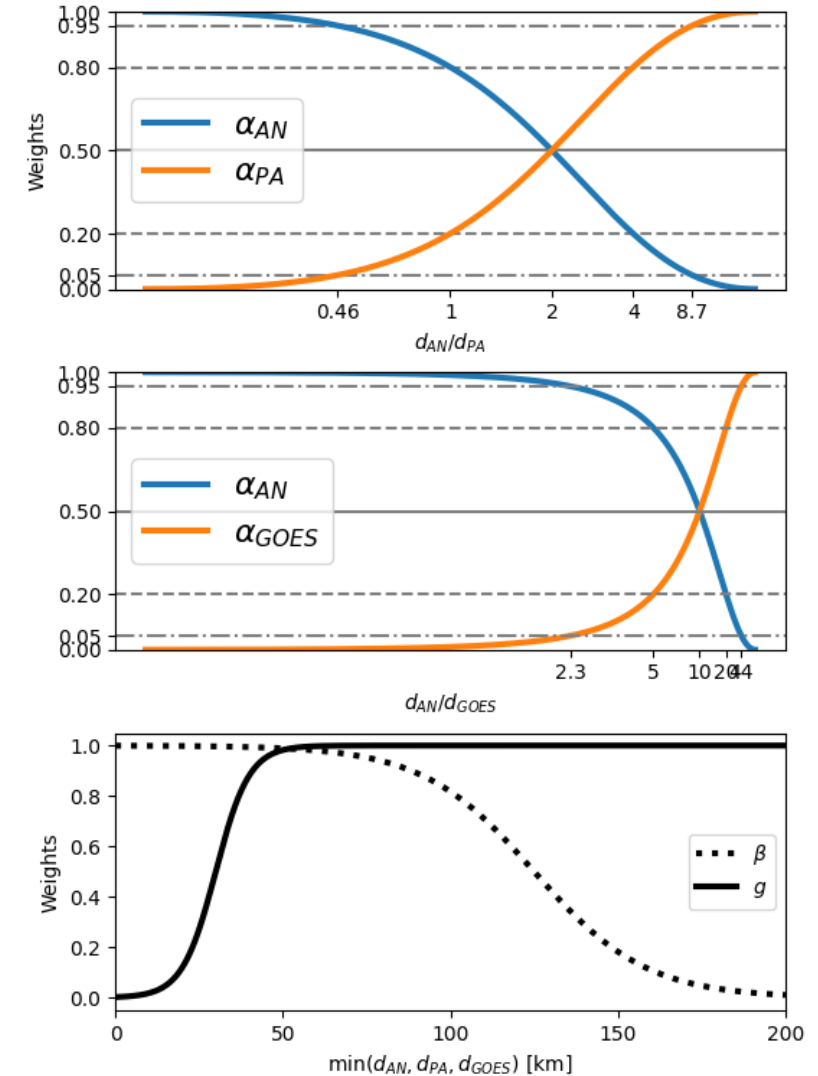 1.00
0.95
0.80
0.50
0.20
0.05
0.00
Weights
α_AN
α_PA
0.46 1 2 4 8.7
d_AN/d_PA
1.00
0.95
0.80
0.50
0.20
0.05
0.00
α_AN
α_GOES
2.3 5 10 20 44
d_AN/d_GOES
1.0
0.8
0.6
0.4
0.2
0.0
Weights
β
g
0 50 100 150 200
min(d_AN, d_PA, d_GOES) [km]